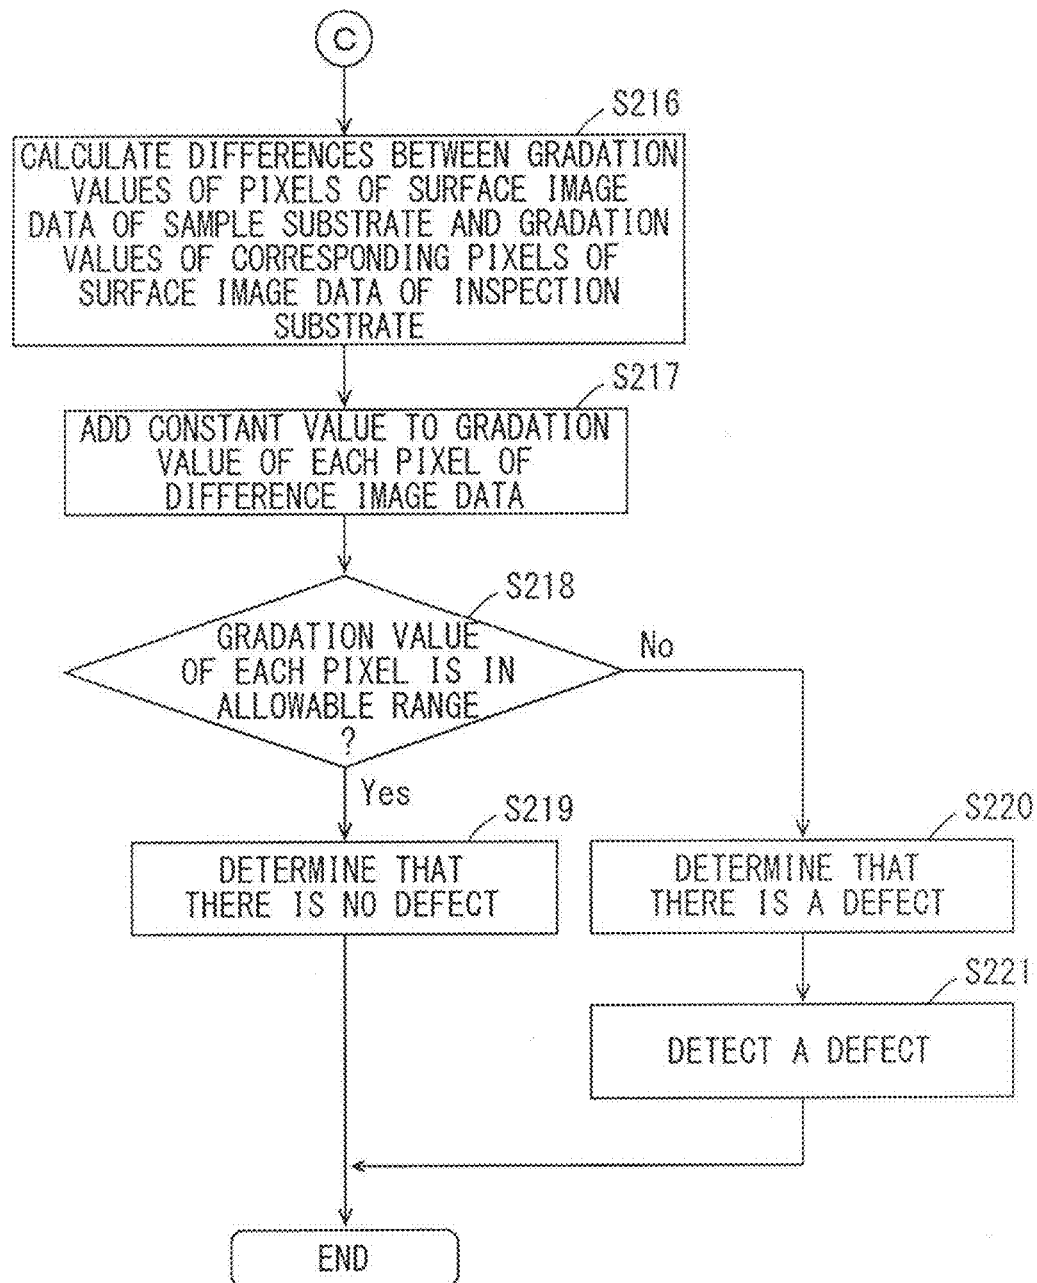 C
S216
CALCULATE DIFFERENCES BETWEEN GRADATION
VALUES OF PIXELS OF SURFACE IMAGE
DATA OF SAMPLE SUBSTRATE AND GRADATION
VALUES OF CORRESPONDING PIXELS OF
SURFACE IMAGE DATA OF INSPECTION
SUBSTRATE
S217
ADD CONSTANT VALUE TO GRADATION
VALUE OF EACH PIXEL OF
DIFFERENCE IMAGE DATA
S218
GRADATION VALUE
OF EACH PIXEL IS IN
ALLOWABLE RANGE
?
No
Yes
S219
DETERMINE THAT
THERE IS NO DEFECT
S220
DETERMINE THAT
THERE IS A DEFECT
S221
DETECT A DEFECT
END